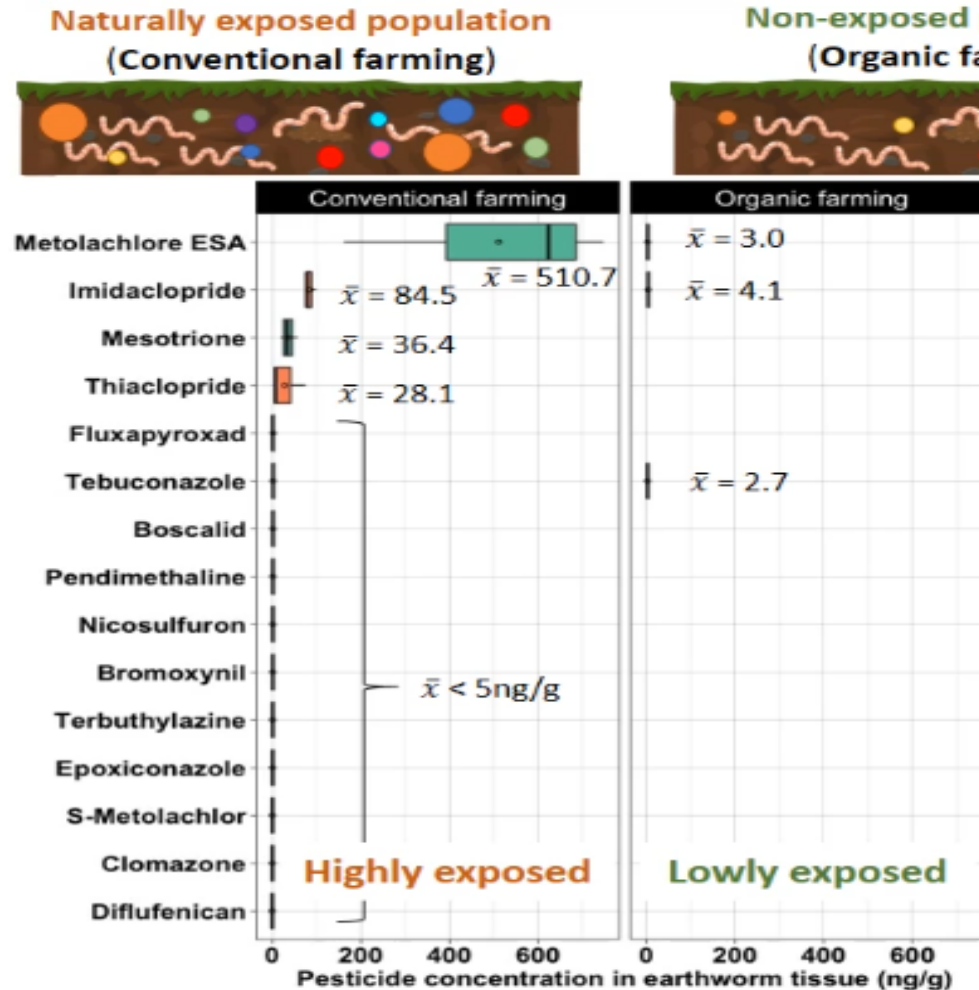 Naturally exposed population
(Conventional farming)
Non-exposed
(Organic fa
Conventional farming
Organic farming
Metolachlore ESA
x̄ = 510.7
x̄ = 3.0
Imidaclopride
x̄ = 84.5
x̄ = 4.1
Mesotrione
x̄ = 36.4
Thiaclopride
x̄ = 28.1
Fluxapyroxad
Tebuconazole
x̄ = 2.7
Boscalid
Pendimethaline
Nicosulfuron
Bromoxynil
x̄ < 5ng/g
Terbuthylazine
Epoxiconazole
S-Metolachlor
Clomazone
Diflufenican
Highly exposed
Lowly exposed
0 200 400 600
0 200 400 600
Pesticide concentration in earthworm tissue (ng/g)